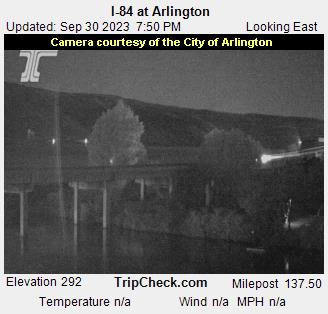 I-84 at Arlington
Updated: Sep 30 2023 7:50 PM Looking East
Camera courtesy of the City of Arlington
Elevation 292 TripCheck.com Milepost 137.50
Temperature n/a Wind n/a MPH n/a